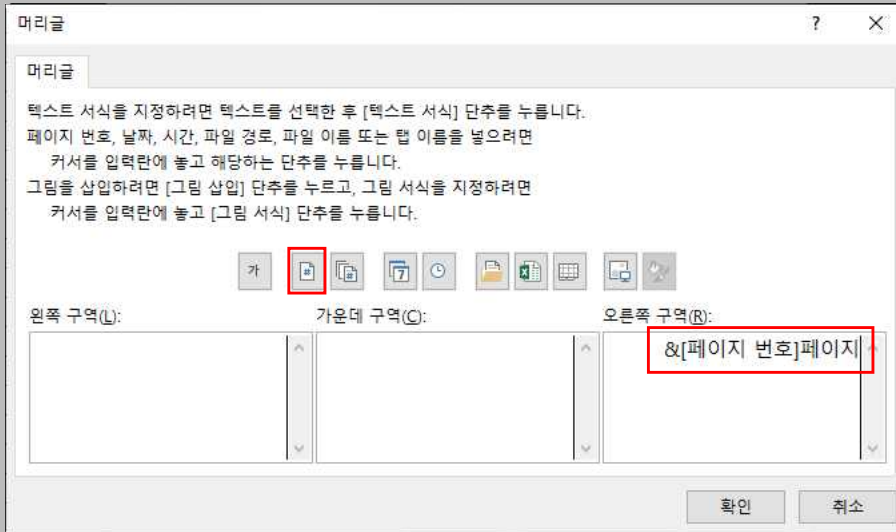 머리글
? ×
머리글
텍스트 서식을 지정하려면 텍스트를 선택한 후 [텍스트 서식] 단추를 누릅니다.
페이지 번호, 날짜, 시간, 파일 경로, 파일 이름 또는 탭 이름을 넣으려면
커서를 입력란에 놓고 해당하는 단추를 누릅니다.
그림을 삽입하려면 [그림 삽입] 단추를 누르고, 그림 서식을 지정하려면
커서를 입력란에 놓고 [그림 서식] 단추를 누릅니다.
가 # # 7
왼쪽 구역(L): 가운데 구역(C): 오른쪽 구역(R):
&[페이지 번호]페이지
확인 취소